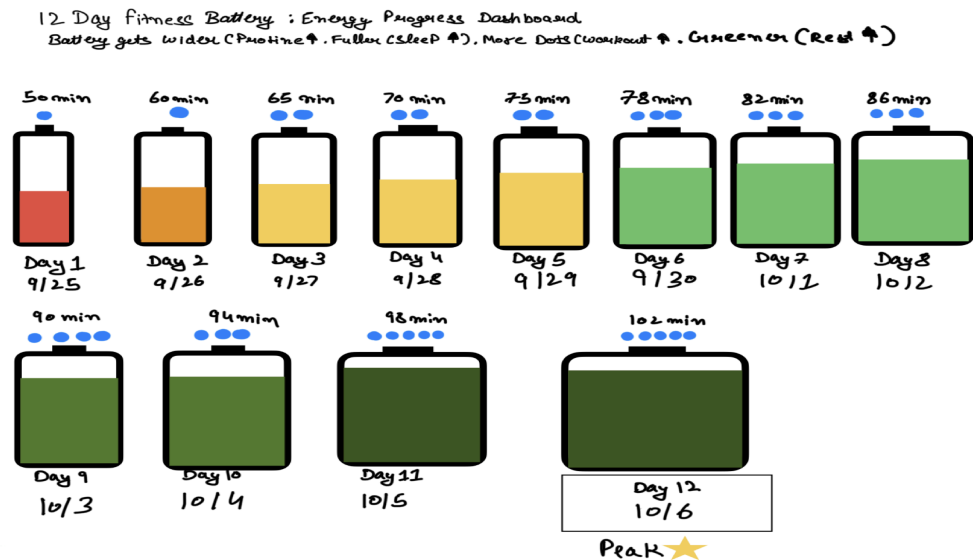 12 Day fitness Battery : Energy Progress Dashboard
Battery gets wider (Protine ↑. Fuller (Sleep ↑). More Dots (workout ↑. Greener (Rest ↑)
50 min 60 min 65 min 70 min 75 min 78 min 82 min 86 min
Day 1 Day 2 Day 3 Day 4 Day 5 Day 6 Day 7 Day 8
9/25 9/26 9/27 9/28 9/29 9/30 10/1 10/2
90 min 94 min 98 min 102 min
Day 9 Day 10 Day 11 Day 12
10/3 10/4 10/5 10/6
Peak